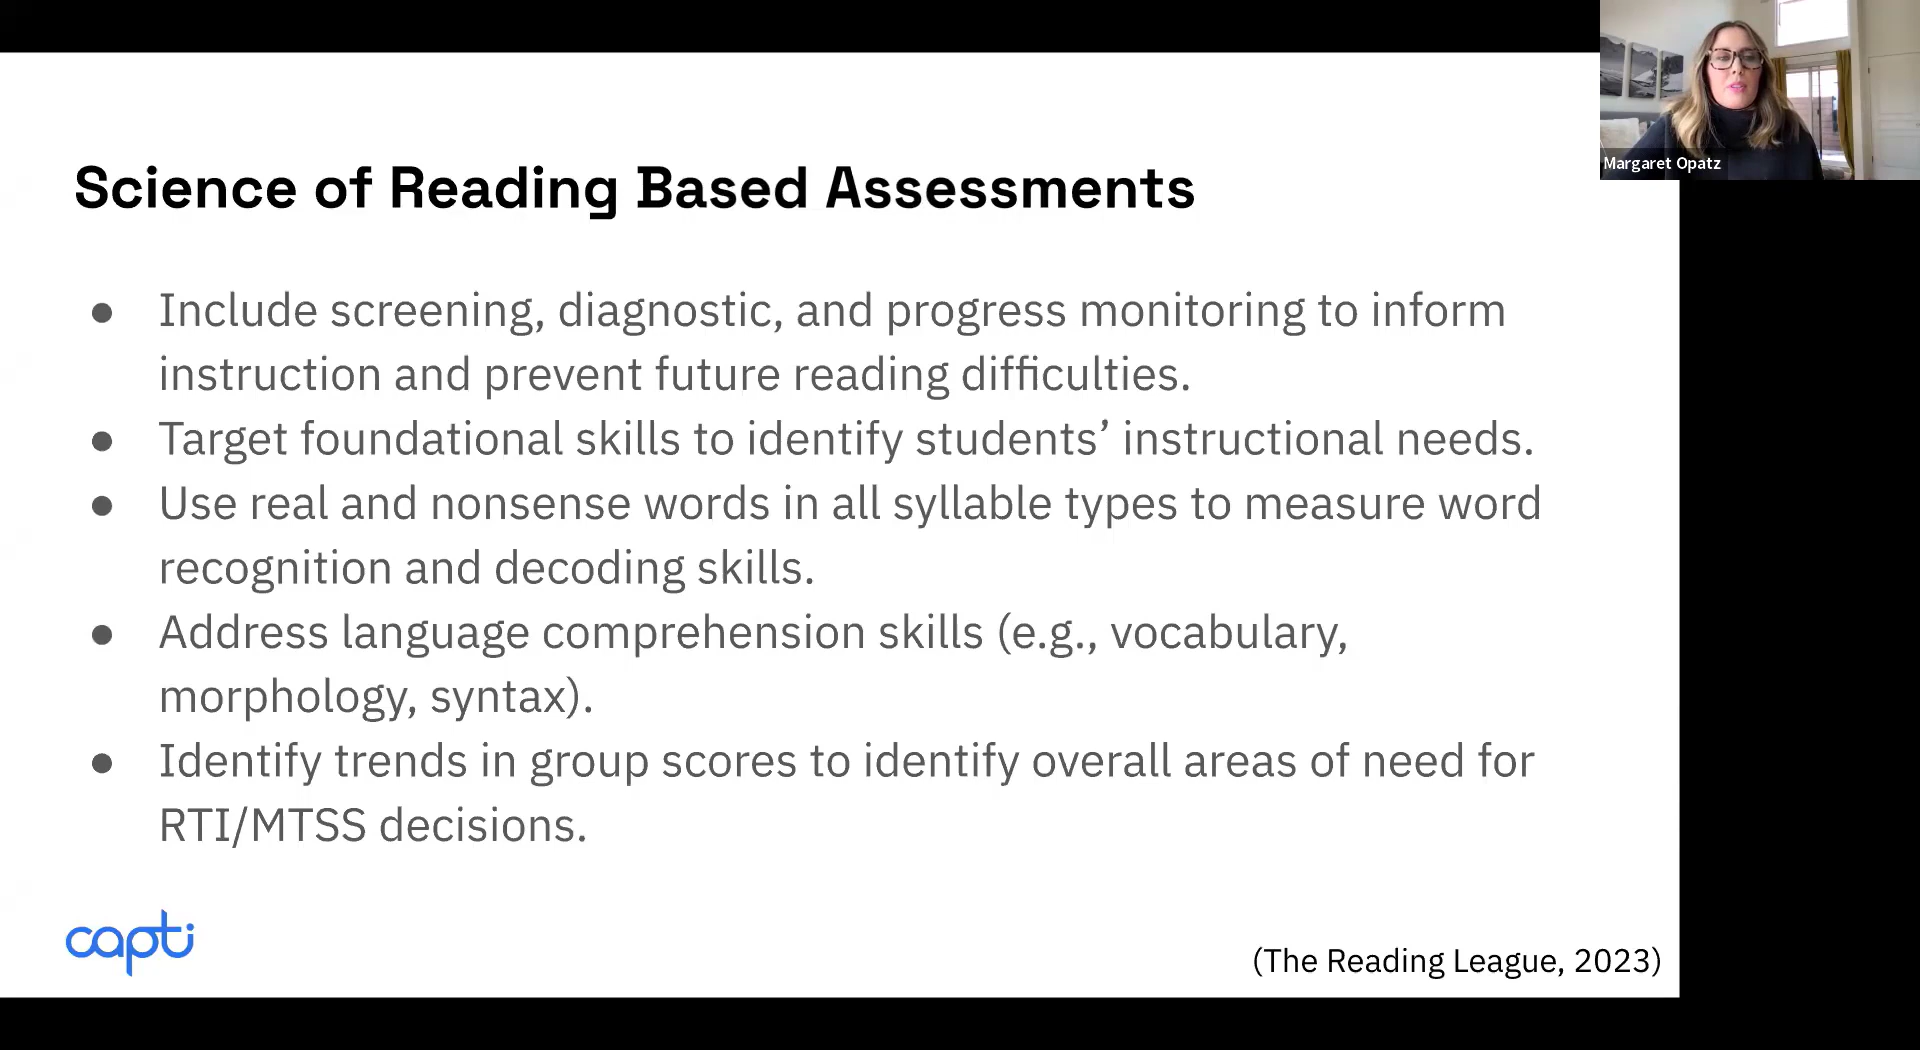 Margaret Opatz
Science of Reading Based Assessments
● Include screening, diagnostic, and progress monitoring to inform
instruction and prevent future reading difficulties.
● Target foundational skills to identify students’ instructional needs.
● Use real and nonsense words in all syllable types to measure word
recognition and decoding skills.
● Address language comprehension skills (e.g., vocabulary,
morphology, syntax).
● Identify trends in group scores to identify overall areas of need for
RTI/MTSS decisions.
capti
(The Reading League, 2023)